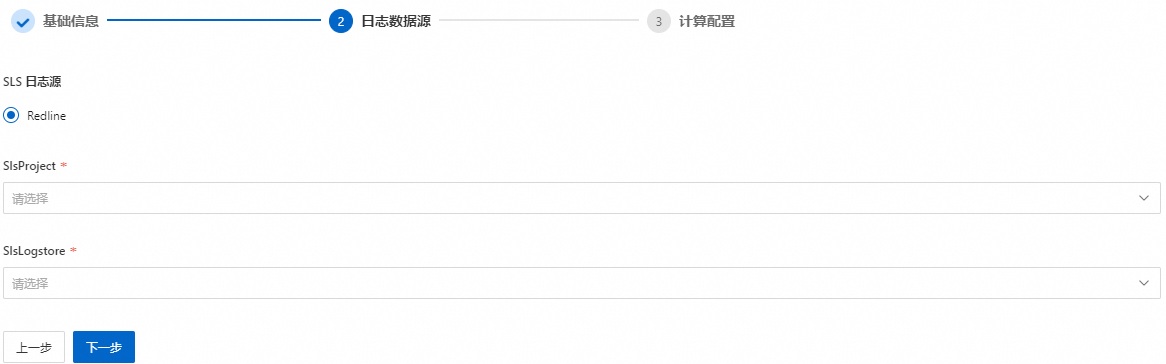 基础信息
2 日志数据源
3 计算配置
SLS 日志源
Redline
SlsProject *
请选择
SlsLogstore *
请选择
上一步 下一步